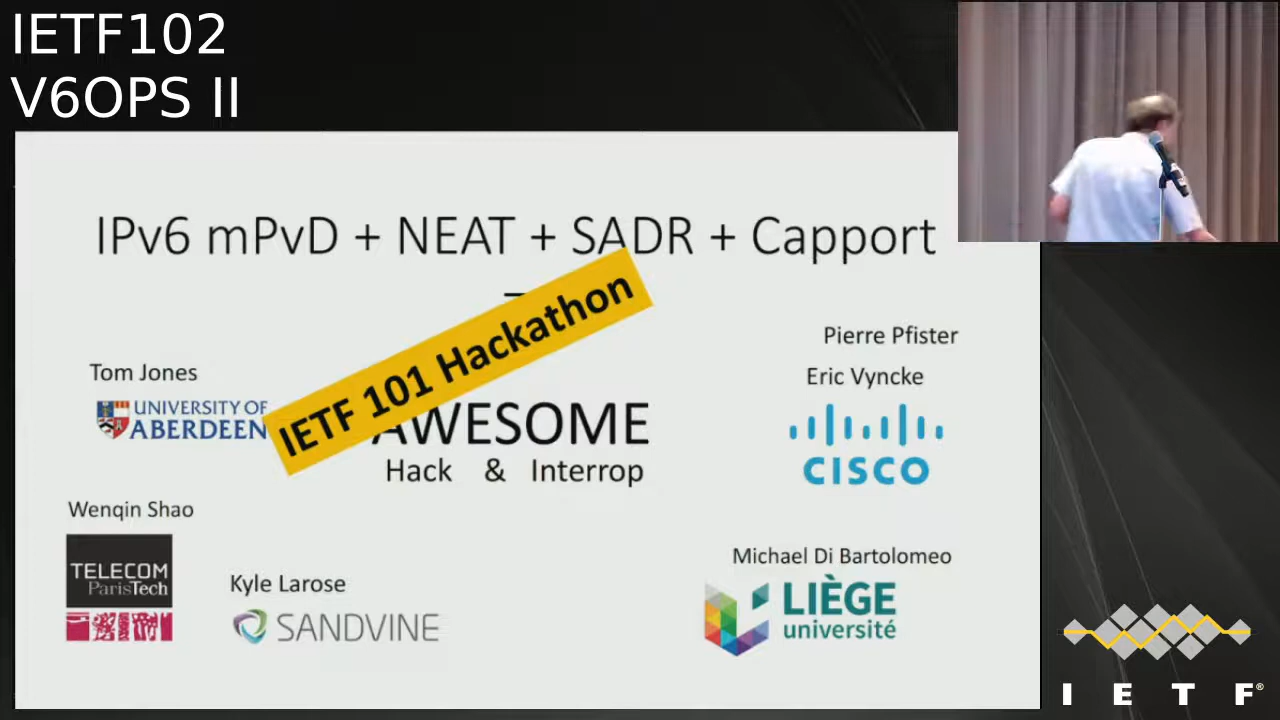 IETF102
V6OPS II
IPv6 mPvD + NEAT + SADR + Capport
=
IETF 101 Hackathon
AWESOME
Hack & Interrop
Tom Jones
UNIVERSITY OF
ABERDEEN
Pierre Pfister
Eric Vyncke
CISCO
Wenqin Shao
TELECOM
ParisTech
Kyle Larose
SANDVINE
Michael Di Bartolomeo
LIÈGE
université
I E T F®